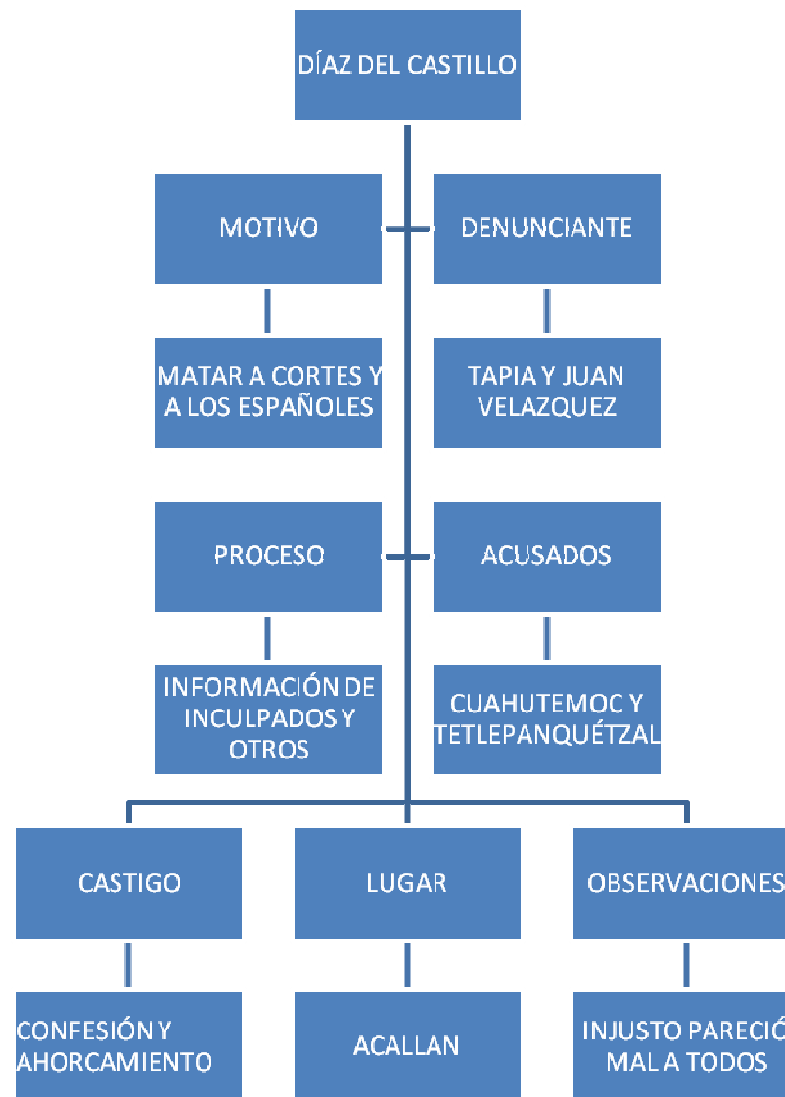 DÍAZ DEL CASTILLO
MOTIVO
DENUNCIANTE
MATAR A CORTES Y
A LOS ESPAÑOLES
TAPIA Y JUAN
VELAZQUEZ
PROCESO
ACUSADOS
INFORMACIÓN DE
INCULPADOS Y
OTROS
CUAHUTEMOC Y
TETLEPANQUÉTZAL
CASTIGO
LUGAR
OBSERVACIONES
CONFESIÓN Y
AHORCAMIENTO
ACALLAN
INJUSTO PARECIÓ
MAL A TODOS